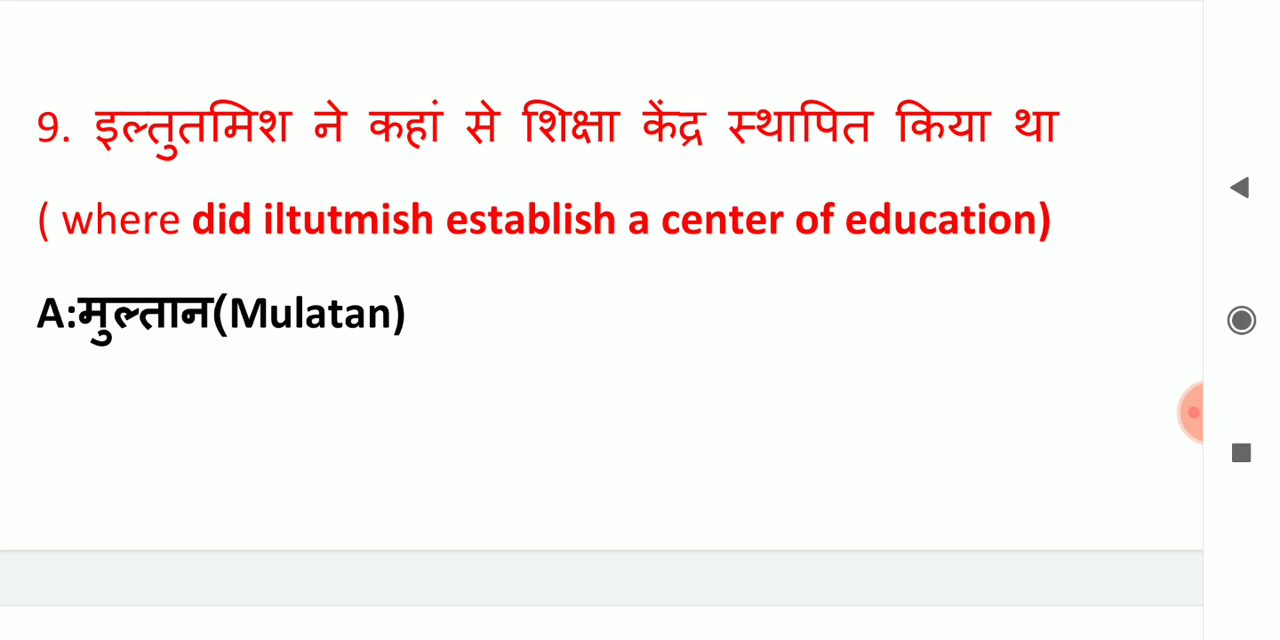 9. इल्तुतमिश ने कहां से शिक्षा केंद्र स्थापित किया था
( where did iltutmish establish a center of education)
A:मुल्तान(Mulatan)